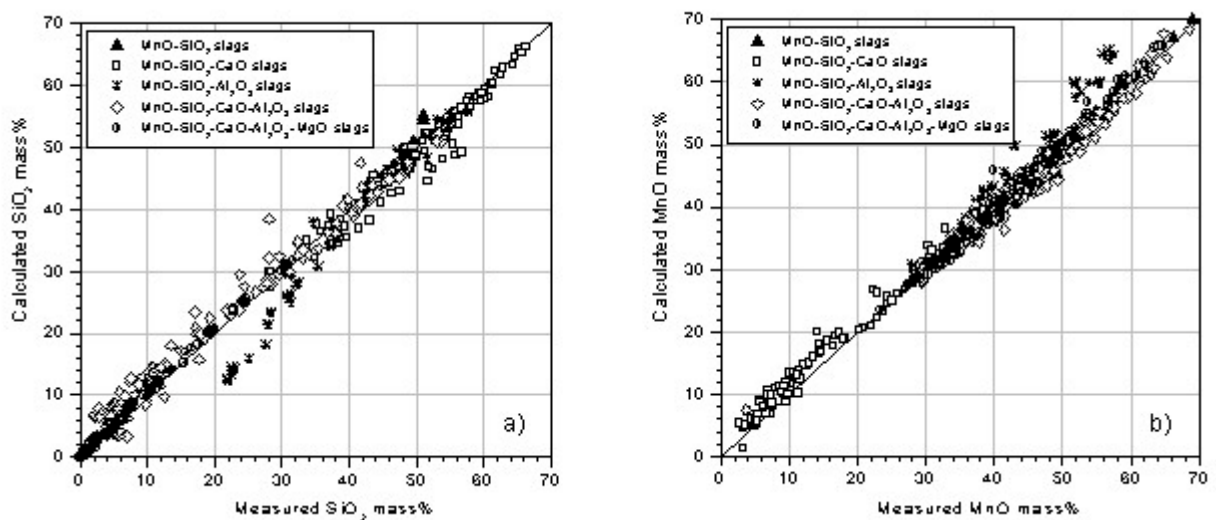 70
60
50
40
30
20
10
0
Calculated SiO₂ mass%
MnO-SiO₂ slags
MnO-SiO₂-CaO slags
MnO-SiO₂-Al₂O₃ slags
MnO-SiO₂-CaO-Al₂O₃ slags
MnO-SiO₂-CaO-Al₂O₃-MgO slags
a)
0 10 20 30 40 50 60 70
Measured SiO₂ mass%
70
60
50
40
30
20
10
0
Calculated MnO mass%
MnO-SiO₂ slags
MnO-SiO₂-CaO slags
MnO-SiO₂-Al₂O₃ slags
MnO-SiO₂-CaO-Al₂O₃ slags
MnO-SiO₂-CaO-Al₂O₃-MgO slags
b)
0 10 20 30 40 50 60 70
Measured MnO mass%